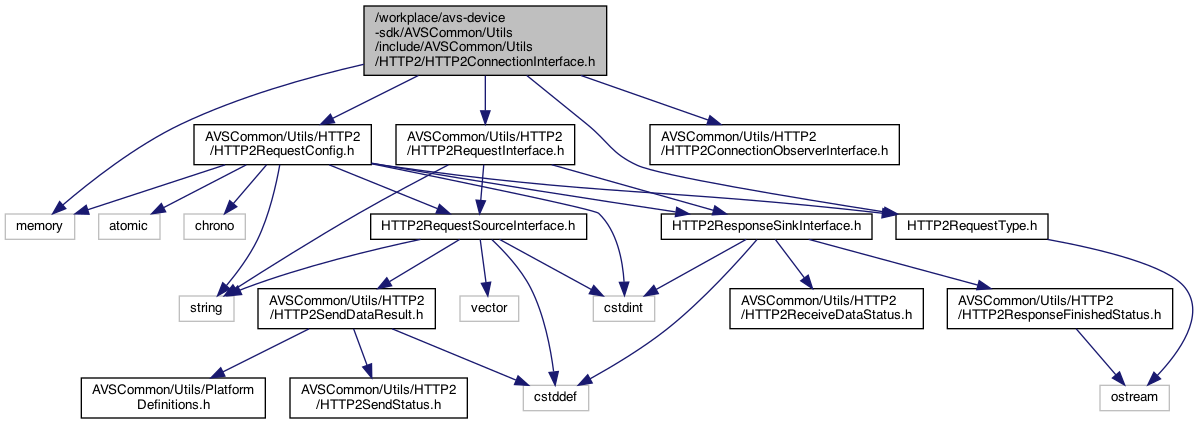 /workplace/avs-device
-sdk/AVSCommon/Utils
/include/AVSCommon/Utils
/HTTP2/HTTP2ConnectionInterface.h
AVSCommon/Utils/HTTP2
/HTTP2RequestConfig.h
AVSCommon/Utils/HTTP2
/HTTP2RequestInterface.h
AVSCommon/Utils/HTTP2
/HTTP2ConnectionObserverInterface.h
memory
atomic
chrono
HTTP2RequestSourceInterface.h
HTTP2ResponseSinkInterface.h
HTTP2RequestType.h
string
AVSCommon/Utils/HTTP2
/HTTP2SendDataResult.h
vector
cstdint
AVSCommon/Utils/HTTP2
/HTTP2ReceiveDataStatus.h
AVSCommon/Utils/HTTP2
/HTTP2ResponseFinishedStatus.h
AVSCommon/Utils/Platform
Definitions.h
AVSCommon/Utils/HTTP2
/HTTP2SendStatus.h
cstddef
ostream